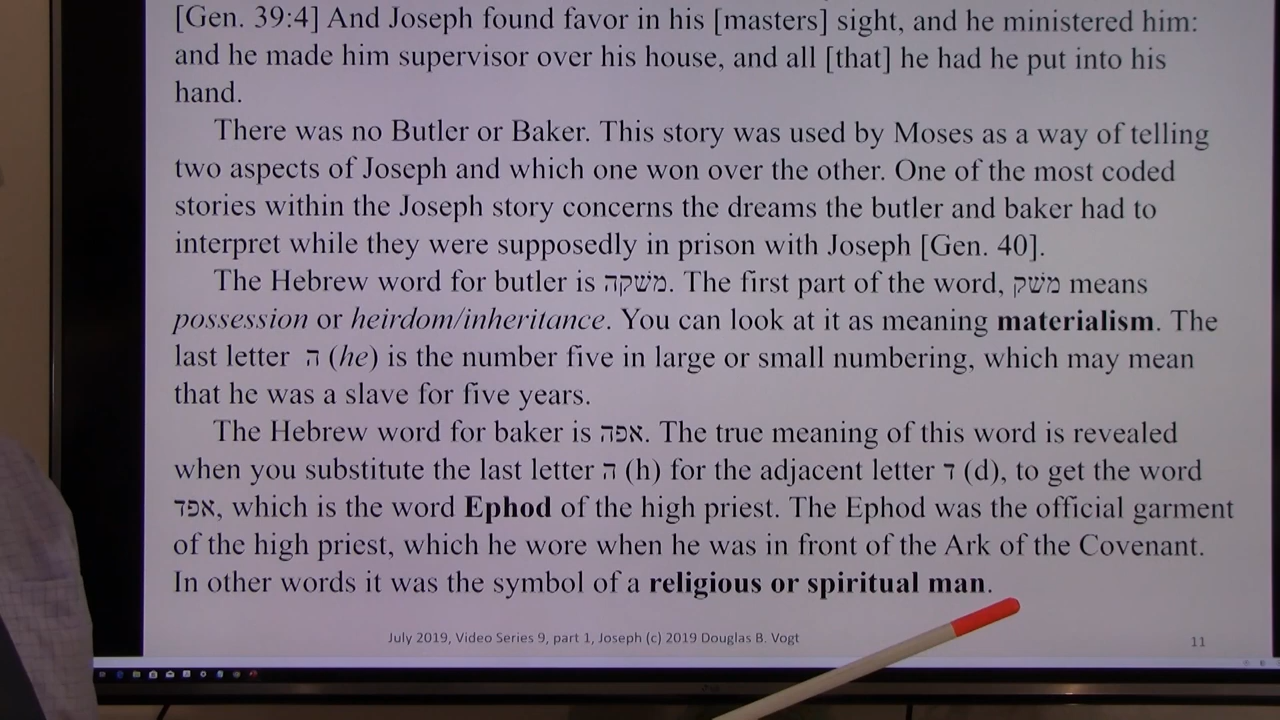 [Gen. 39:4] And Joseph found favor in his [masters] sight, and he ministered him:
and he made him supervisor over his house, and all [that] he had he put into his
hand.
There was no Butler or Baker. This story was used by Moses as a way of telling
two aspects of Joseph and which one won over the other. One of the most coded
stories within the Joseph story concerns the dreams the butler and baker had to
interpret while they were supposedly in prison with Joseph [Gen. 40].
The Hebrew word for butler is משקה. The first part of the word, משק means
possession or heirdom/inheritance. You can look at it as meaning materialism. The
last letter ה (he) is the number five in large or small numbering, which may mean
that he was a slave for five years.
The Hebrew word for baker is אפה. The true meaning of this word is revealed
when you substitute the last letter ה (h) for the adjacent letter ד (d), to get the word
אפד, which is the word Ephod of the high priest. The Ephod was the official garment
of the high priest, which he wore when he was in front of the Ark of the Covenant.
In other words it was the symbol of a religious or spiritual man.
July 2019, Video Series 9, part 1, Joseph (c) 2019 Douglas B. Vogt
11